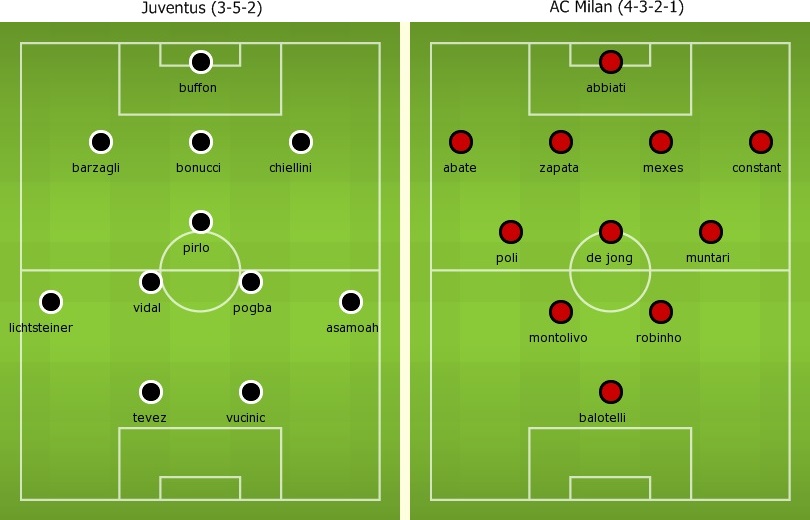 Juventus (3-5-2)
buffon
barzagli bonucci chiellini
pirlo
vidal pogba
lichtsteiner asamoah
tevez vucinic
AC Milan (4-3-2-1)
abbiati
abate zapata mexes constant
poli de jong muntari
montolivo robinho
balotelli